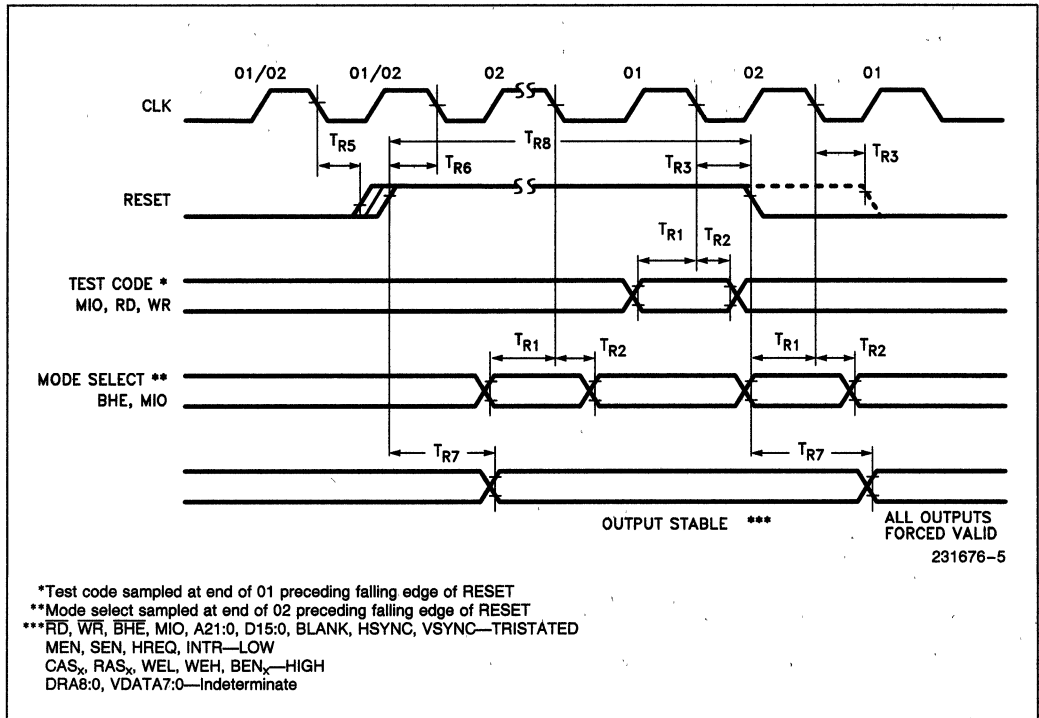 01/02 01/02 02 01 02 01
CLK
TR5 TR6 TR8 TR3 TR3
RESET
TR1 TR2
TEST CODE *
MIO, RD, WR
TR1 TR2 TR1 TR2
MODE SELECT **
BHE, MIO
TR7 TR7
OUTPUT STABLE ***
ALL OUTPUTS
FORCED VALID
231676-5
*Test code sampled at end of 01 preceding falling edge of RESET
**Mode select sampled at end of 02 preceding falling edge of RESET
***RD, WR, BHE, MIO, A21:0, D15:0, BLANK, HSYNC, VSYNC—TRISTATED
MEN, SEN, HREQ, INTR—LOW
CASx, RASx, WEL, WEH, BENx—HIGH
DRA8:0, VDATA7:0—Indeterminate